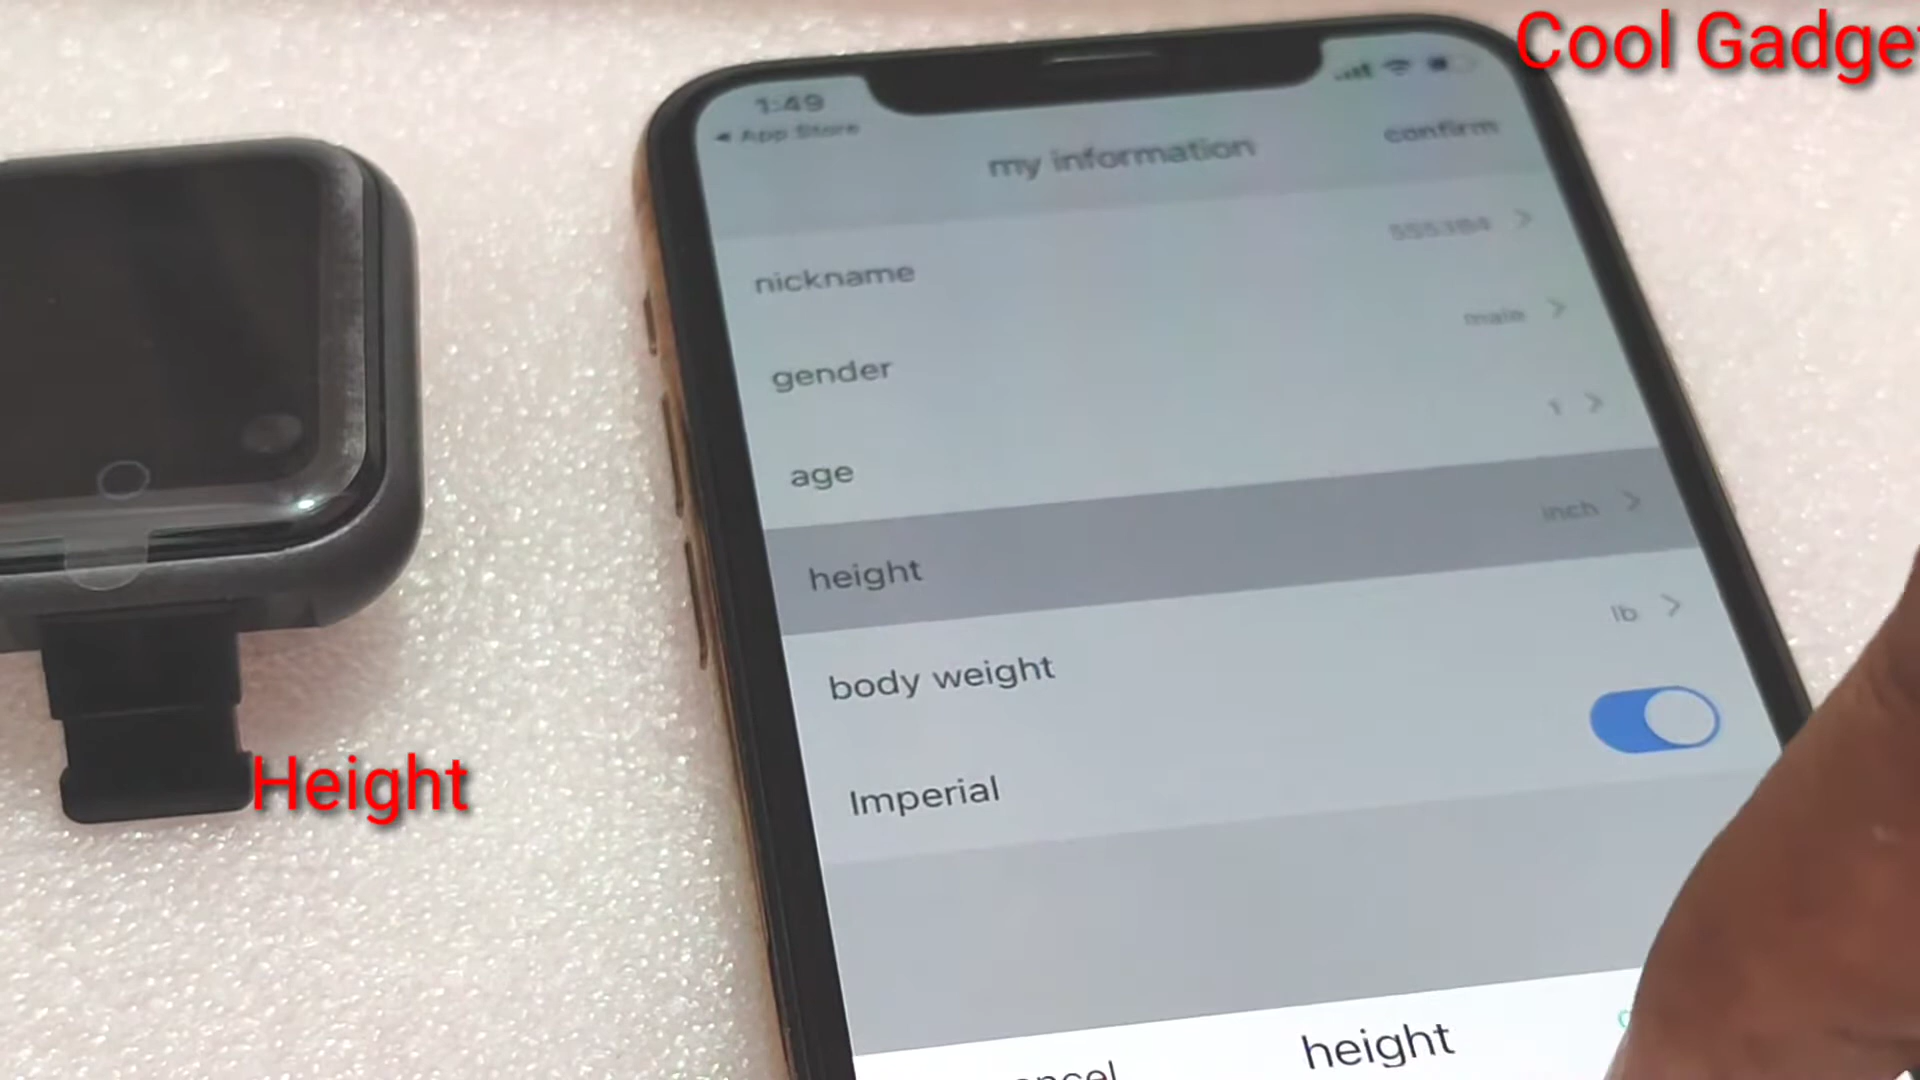 Cool Gadge
1:49
App Store
my information
confirm
nickname
gender
male
age
1
height
inch
body weight
lb
Imperial
Height
height